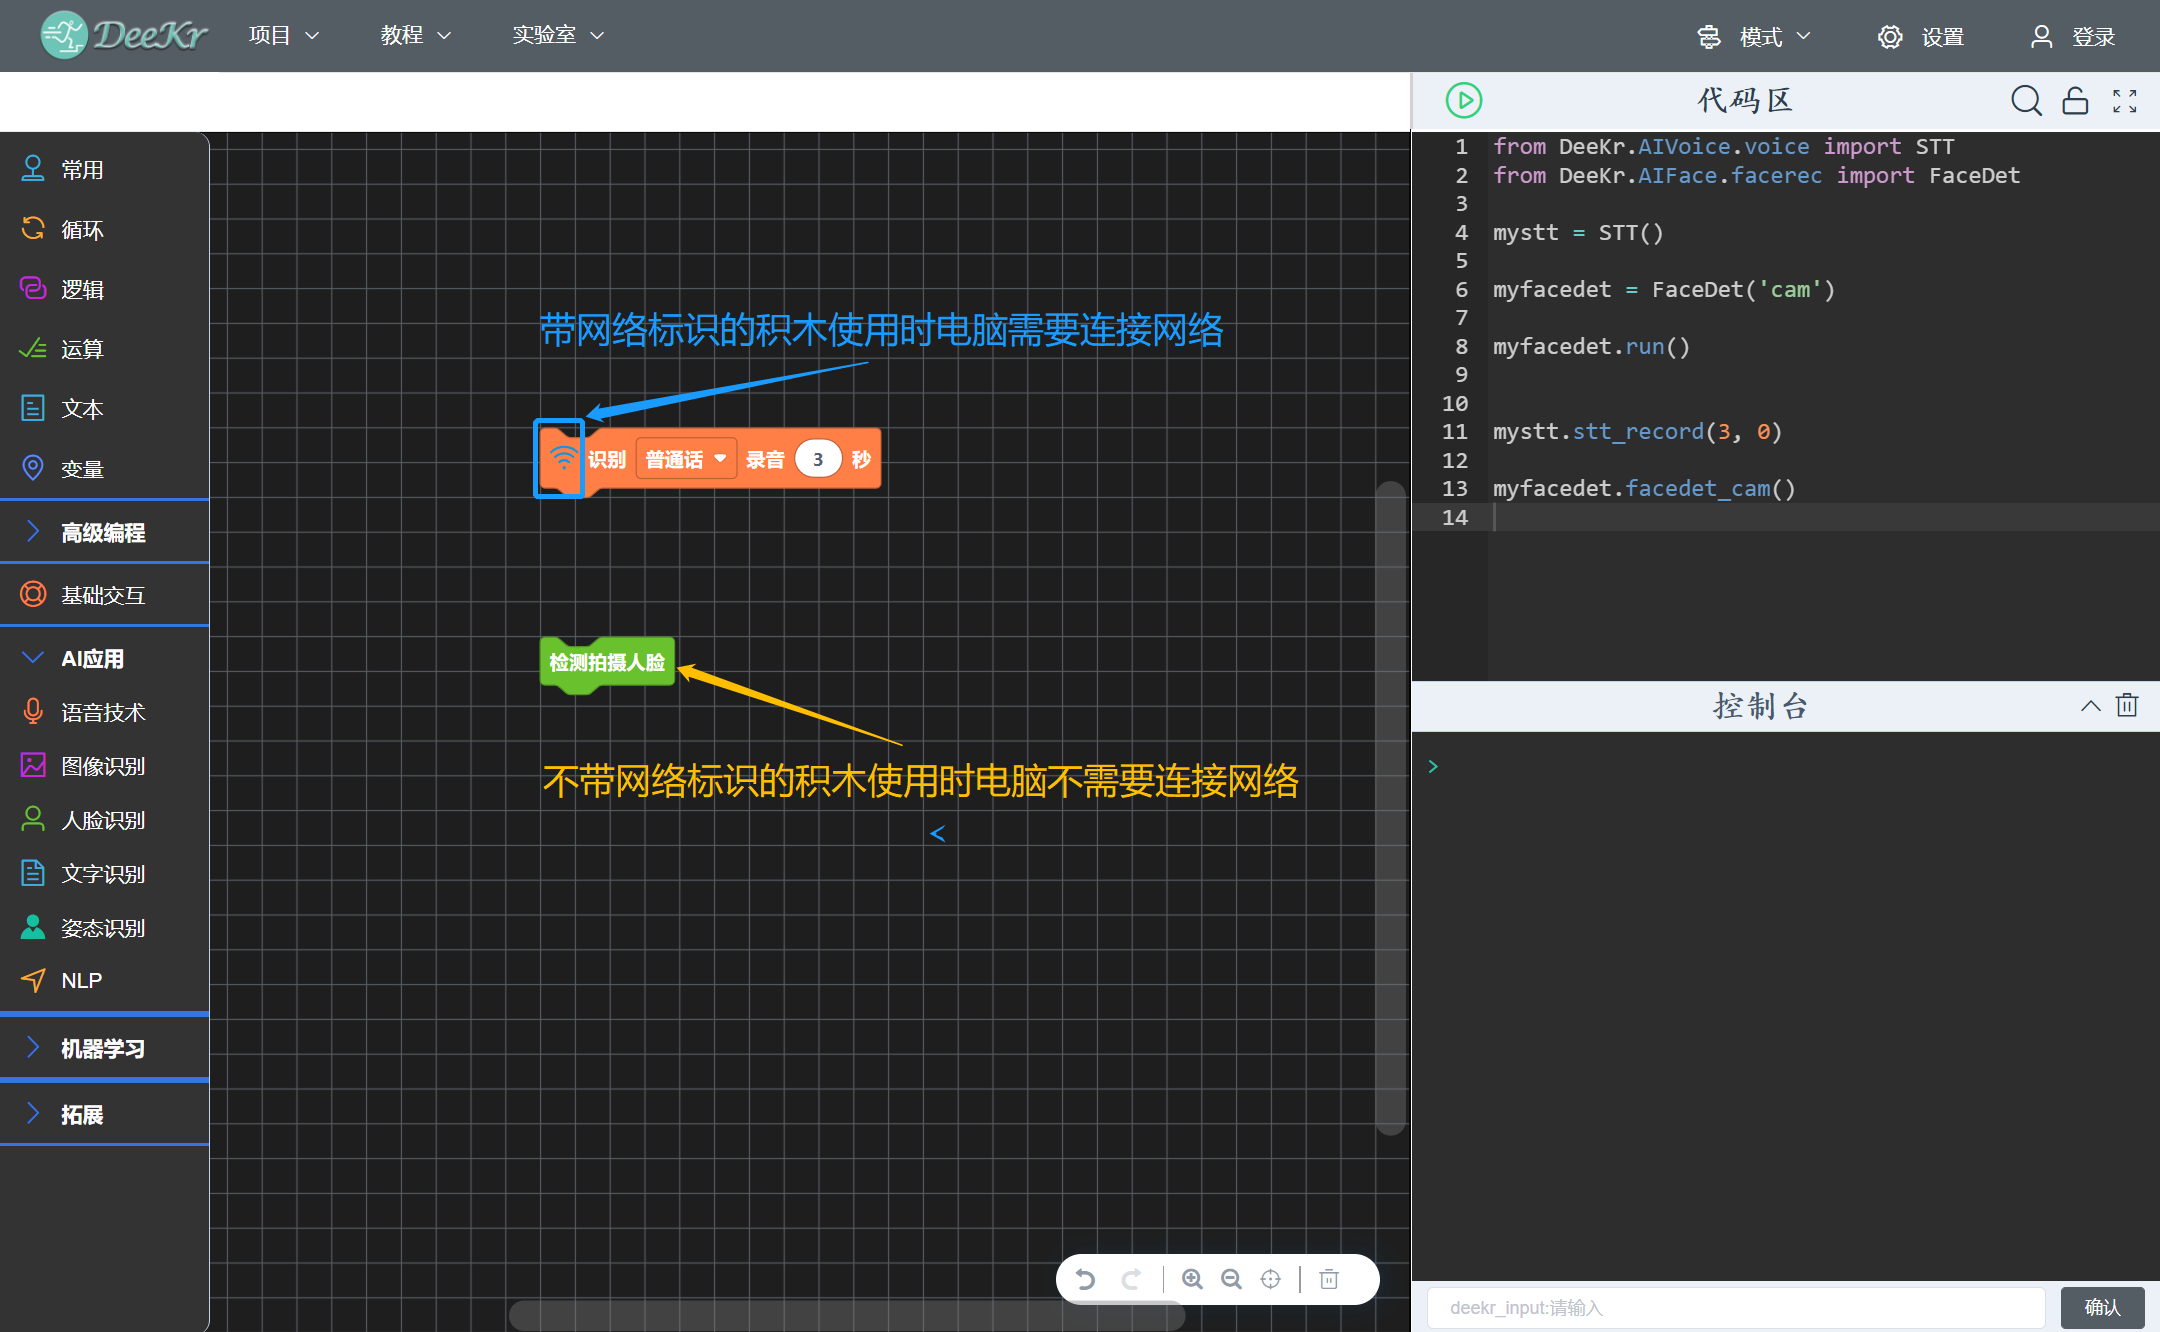 DeeKr 项目 教程 实验室 模式 设置 登录
代码区
常用
循环
逻辑
运算
文本
变量
高级编程
基础交互
AI应用
语音技术
图像识别
人脸识别
文字识别
姿态识别
NLP
机器学习
拓展
带网络标识的积木使用时电脑需要连接网络
识别 普通话 录音 3 秒
检测拍摄人脸
不带网络标识的积木使用时电脑不需要连接网络
<
1 from DeeKr.AIVoice.voice import STT
2 from DeeKr.AIFace.facerec import FaceDet
3
4 mystt = STT()
5
6 myfacedet = FaceDet('cam')
7
8 myfacedet.run()
9
10
11 mystt.stt_record(3, 0)
12
13 myfacedet.facedet_cam()
14
控制台
>
deekr_input:请输入 确认